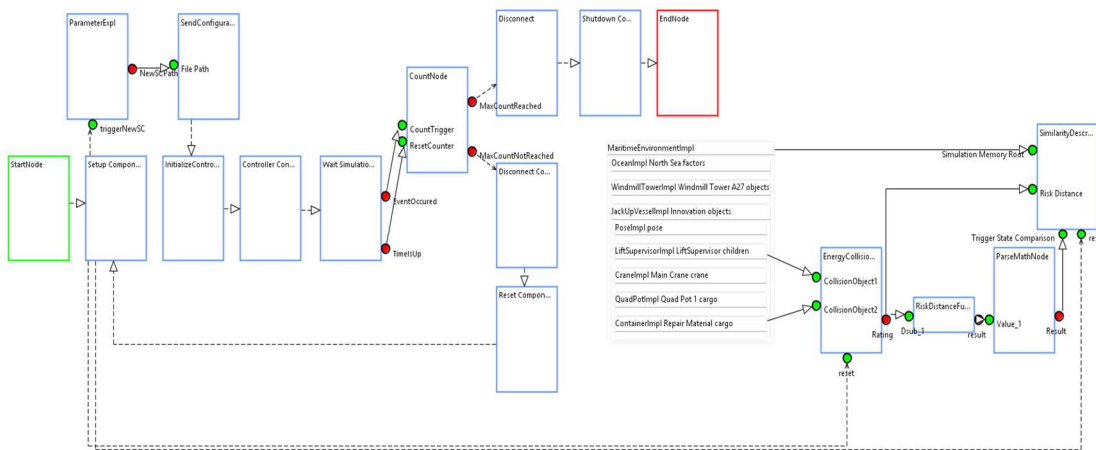 ParameterExpl
NewSCPath
triggerNewSC
SendConfigura...
File Path
Disconnect
Shutdown Co...
EndNode
CountNode
CountTrigger
ResetCounter
MaxCountReached
MaxCountNotReached
StartNode
Setup Compone...
InitializeContro...
Controller Con...
Wait Simulatio...
EventOccured
TimeIsUp
Disconnect Co...
Reset Compon...
MaritimeEnvironmentImpl
OceanImpl North Sea factors
WindmillTowerImpl Windmill Tower A27 objects
JackUpVesselImpl Innovation objects
PoseImpl pose
LiftSupervisorImpl LiftSupervisor children
CraneImpl Main Crane crane
QuadPotImpl Quad Pot 1 cargo
ContainerImpl Repair Material cargo
EnergyCollisio...
CollisionObject1
CollisionObject2
Rating
reset
RiskDistanceFu...
Dsub_1
result
ParseMathNode
Value_1
Result
SimilarityDescr...
Simulation Memory Root
Risk Distance
Trigger State Comparison